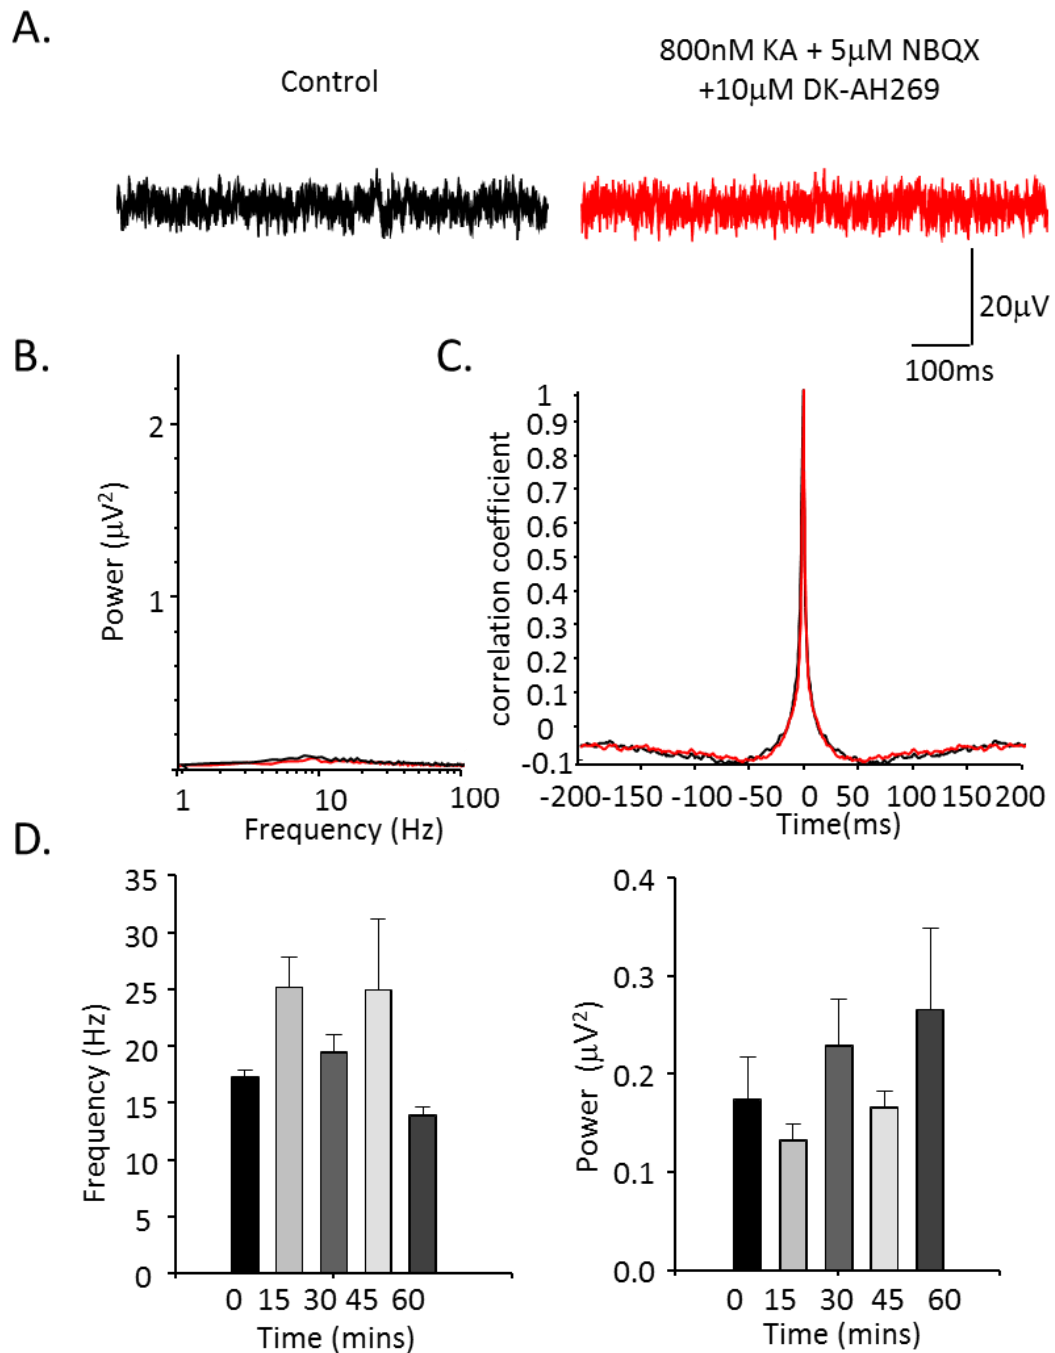 A.
Control
800nM KA + 5μM NBQX
+10μM DK-AH269
20μV
100ms
B.
Power (μV²)
2
1
1 10 100
Frequency (Hz)
C.
correlation coefficient
1
0.9
0.8
0.7
0.6
0.5
0.4
0.3
0.2
0.1
0
-0.1
-200 -150 -100 -50 0 50 100 150 200
Time(ms)
D.
Frequency (Hz)
35
30
25
20
15
10
5
0
0 15 30 45 60
Time (mins)
Power (μV²)
0.4
0.3
0.2
0.1
0.0
0 15 30 45 60
Time (mins)